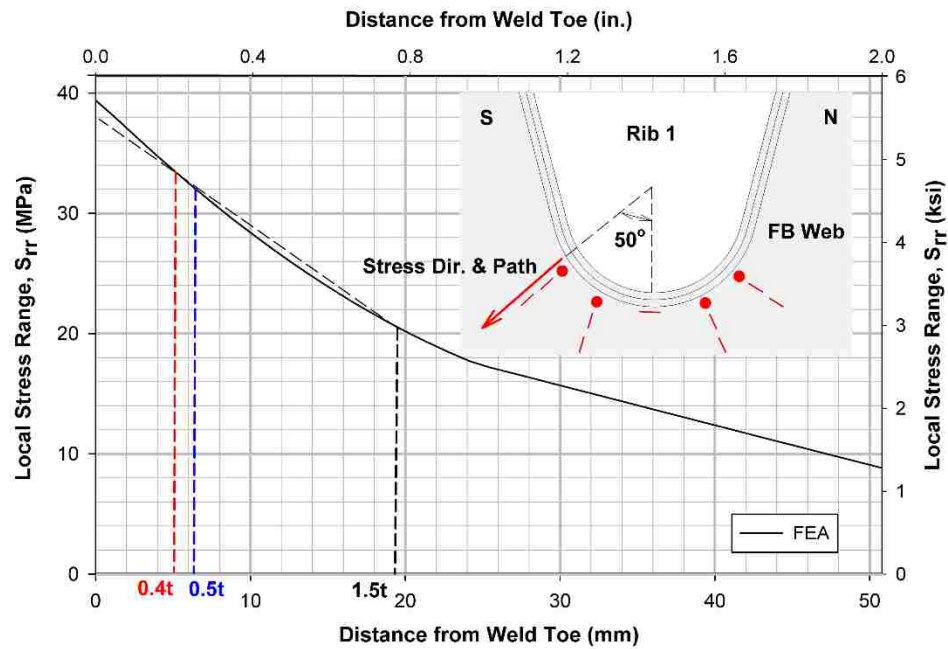 Distance from Weld Toe (in.)
0.0 0.4 0.8 1.2 1.6 2.0
40
30
20
10
0
Local Stress Range, Srr (MPa)
6
5
4
3
2
1
0
Local Stress Range, Srr (ksi)
S
N
Rib 1
50°
FB Web
Stress Dir. & Path
FEA
0.4t 0.5t 1.5t
0 10 20 30 40 50
Distance from Weld Toe (mm)